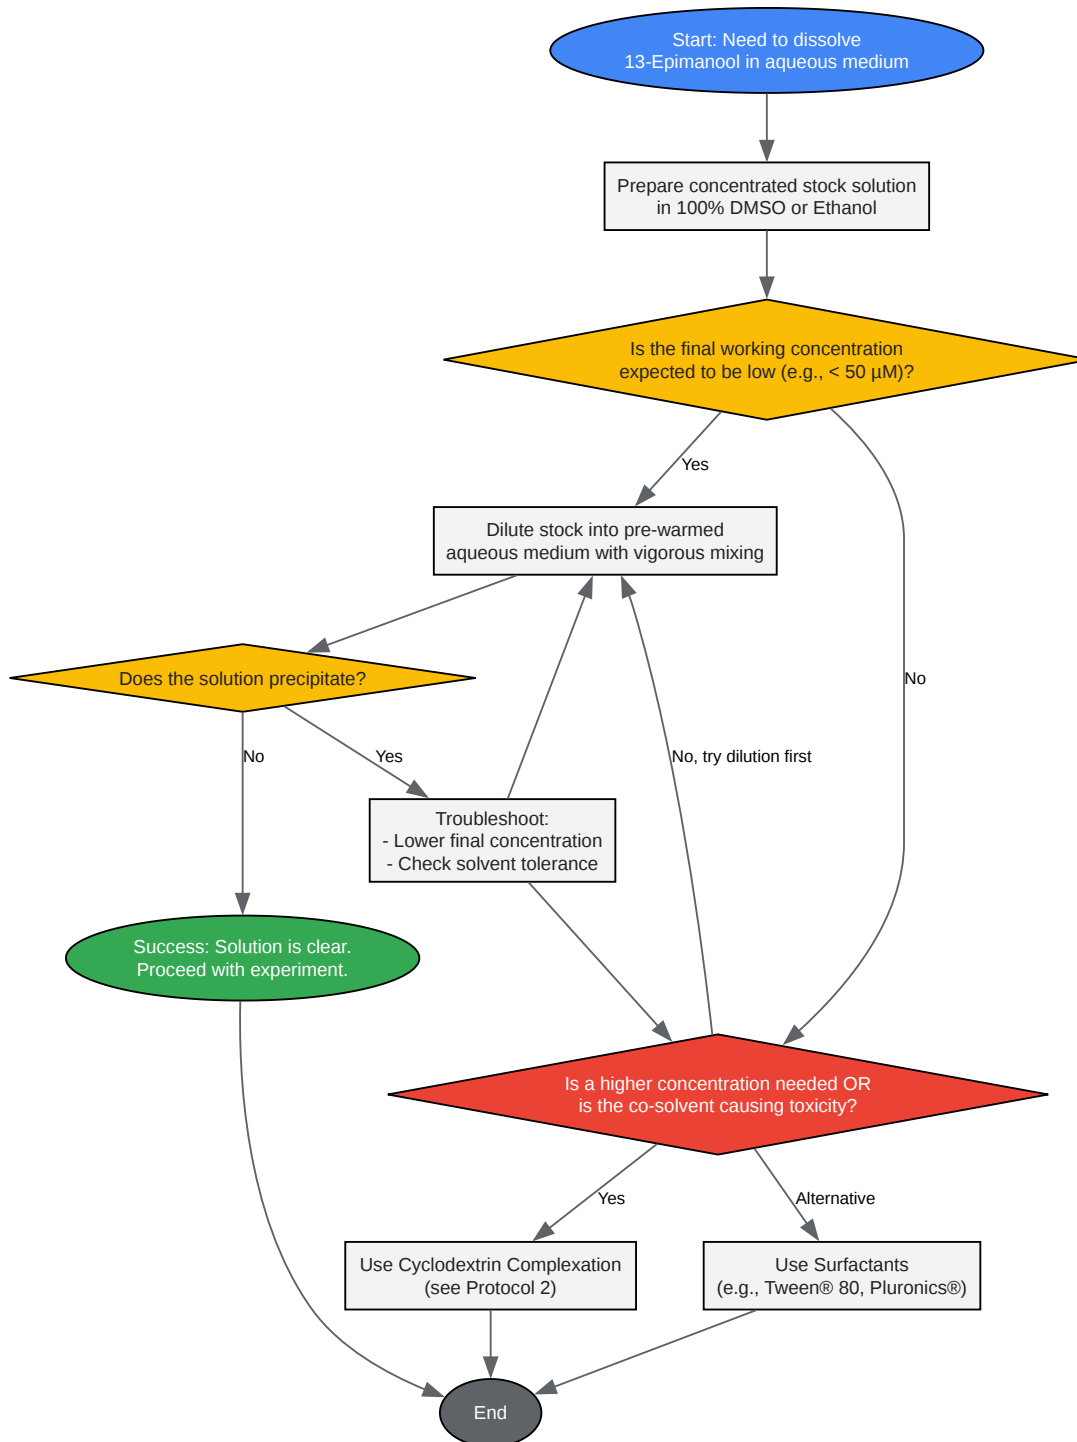 Start: Need to dissolve
13-Epimanool in aqueous medium
Prepare concentrated stock solution
in 100% DMSO or Ethanol
Is the final working concentration
expected to be low (e.g., < 50 µM)?
Yes
Dilute stock into pre-warmed
aqueous medium with vigorous mixing
Does the solution precipitate?
No
No
Yes
No, try dilution first
Troubleshoot:
- Lower final concentration
- Check solvent tolerance
Success: Solution is clear.
Proceed with experiment.
Is a higher concentration needed OR
is the co-solvent causing toxicity?
Yes
Alternative
Use Cyclodextrin Complexation
(see Protocol 2)
Use Surfactants
(e.g., Tween® 80, Pluronics®)
End